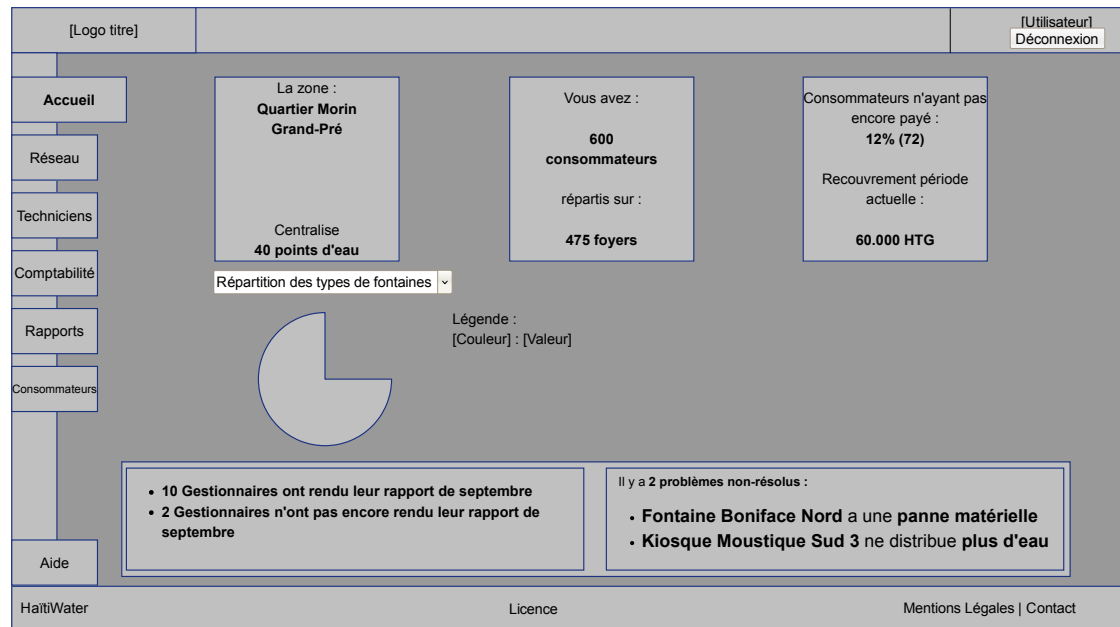 [Logo titre]
[Utilisateur]
Déconnexion
Accueil
Réseau
Techniciens
Comptabilité
Rapports
Consommateurs
Aide
La zone :
Quartier Morin
Grand-Pré
Centralise
40 points d'eau
Vous avez :
600
consommateurs
répartis sur :
475 foyers
Consommateurs n'ayant pas
encore payé :
12% (72)
Recouvrement période
actuelle :
60.000 HTG
Répartition des types de fontaines
Légende :
[Couleur] : [Valeur]
• 10 Gestionnaires ont rendu leur rapport de septembre
• 2 Gestionnaires n'ont pas encore rendu leur rapport de
septembre
Il y a 2 problèmes non-résolus :
• Fontaine Boniface Nord a une panne matérielle
• Kiosque Moustique Sud 3 ne distribue plus d'eau
HaïtiWater
Licence
Mentions Légales | Contact